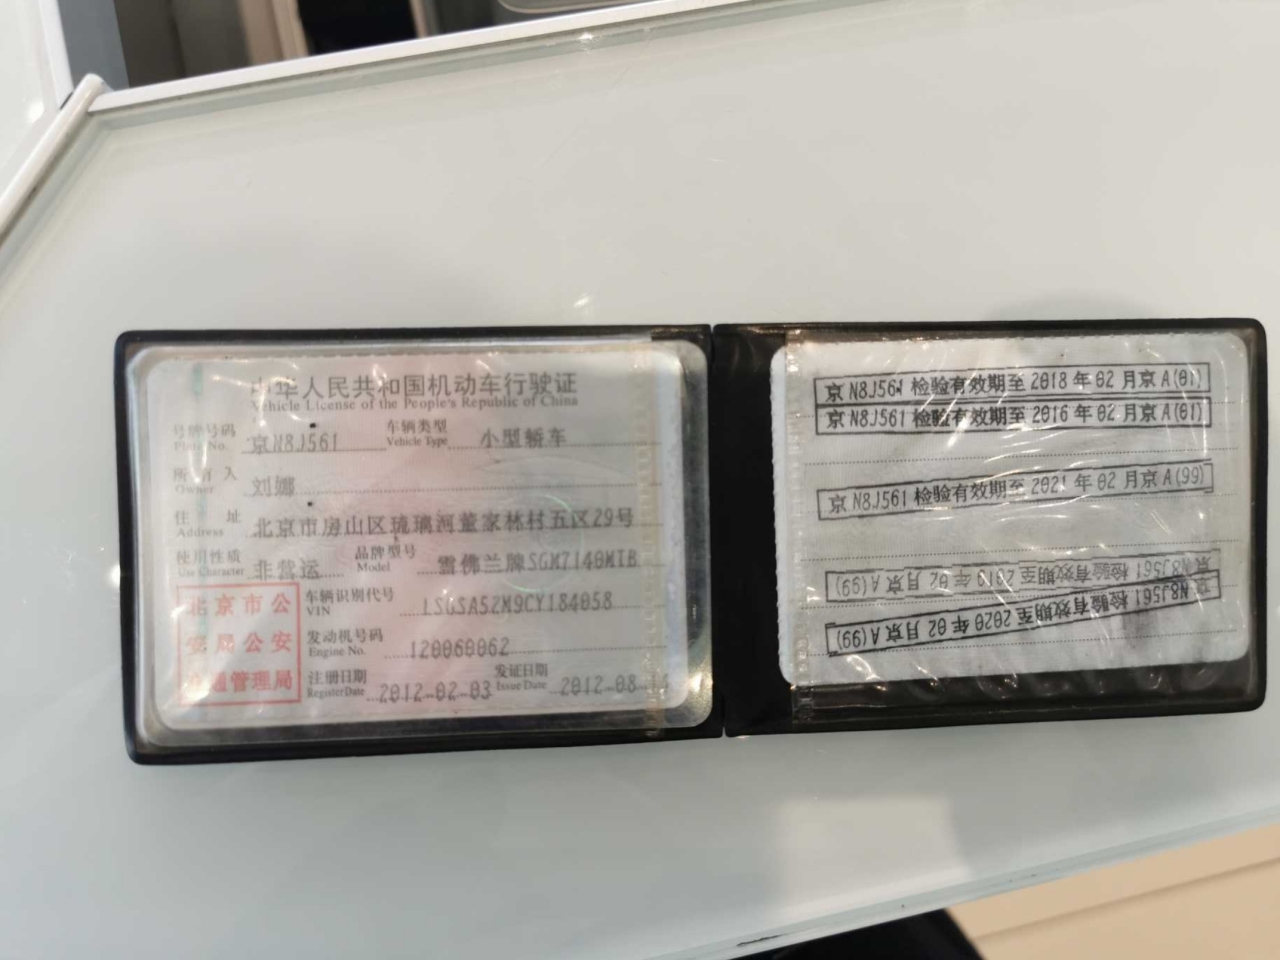 中华人民共和国机动车行驶证
Vehicle License of the People's Republic of China
号牌号码 京N8J561 车辆类型 小型轿车
Plate No. Vehicle Type
所有人 刘娜
Owner
住址 北京市房山区琉璃河董家林村五区29号
Address
使用性质 非营运 品牌型号 雪佛兰牌SGM7140MTB
Use Character Model
北京市公
安局公安
交通管理局
车辆识别代号 LSGSA52M9CY184058
VIN
发动机号码 120060062
Engine No.
注册日期 2012-02-03 发证日期 2012-08-
Register Date Issue Date
京N8J561 检验有效期至2018年02月京A(01)
京N8J561 检验有效期至2016年02月京A(01)
京N8J561 检验有效期至2021年02月京A(99)
京N8J561 检验有效期至2019年02月京A(99)
京N8J561 检验有效期至2020年02月京A(99)